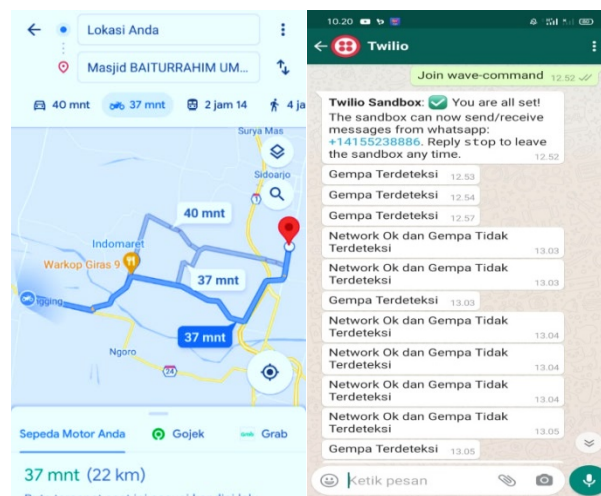 Lokasi Anda
Masjid BAITURRAHIM UM...
40 mnt
37 mnt
2 jam 14
4 ja
Surya Mas
Sidoarjo
40 mnt
Indomaret
Warkop Giras 9
37 mnt
37 mnt
Ngoro
24
Sepeda Motor Anda
Gojek
Grab
37 mnt (22 km)
10.20
Twilio
Join wave-command 12.52
Twilio Sandbox: ✅ You are all set!
The sandbox can now send/receive
messages from whatsapp:
+14155238886. Reply stop to leave
the sandbox any time. 12.52
Gempa Terdeteksi 12.53
Gempa Terdeteksi 12.54
Gempa Terdeteksi 12.57
Network Ok dan Gempa Tidak
Terdeteksi 13.03
Network Ok dan Gempa Tidak
Terdeteksi 13.03
Gempa Terdeteksi 13.03
Network Ok dan Gempa Tidak
Terdeteksi 13.04
Network Ok dan Gempa Tidak
Terdeteksi 13.04
Network Ok dan Gempa Tidak
Terdeteksi 13.04
Network Ok dan Gempa Tidak
Terdeteksi 13.05
Gempa Terdeteksi 13.05
Ketik pesan